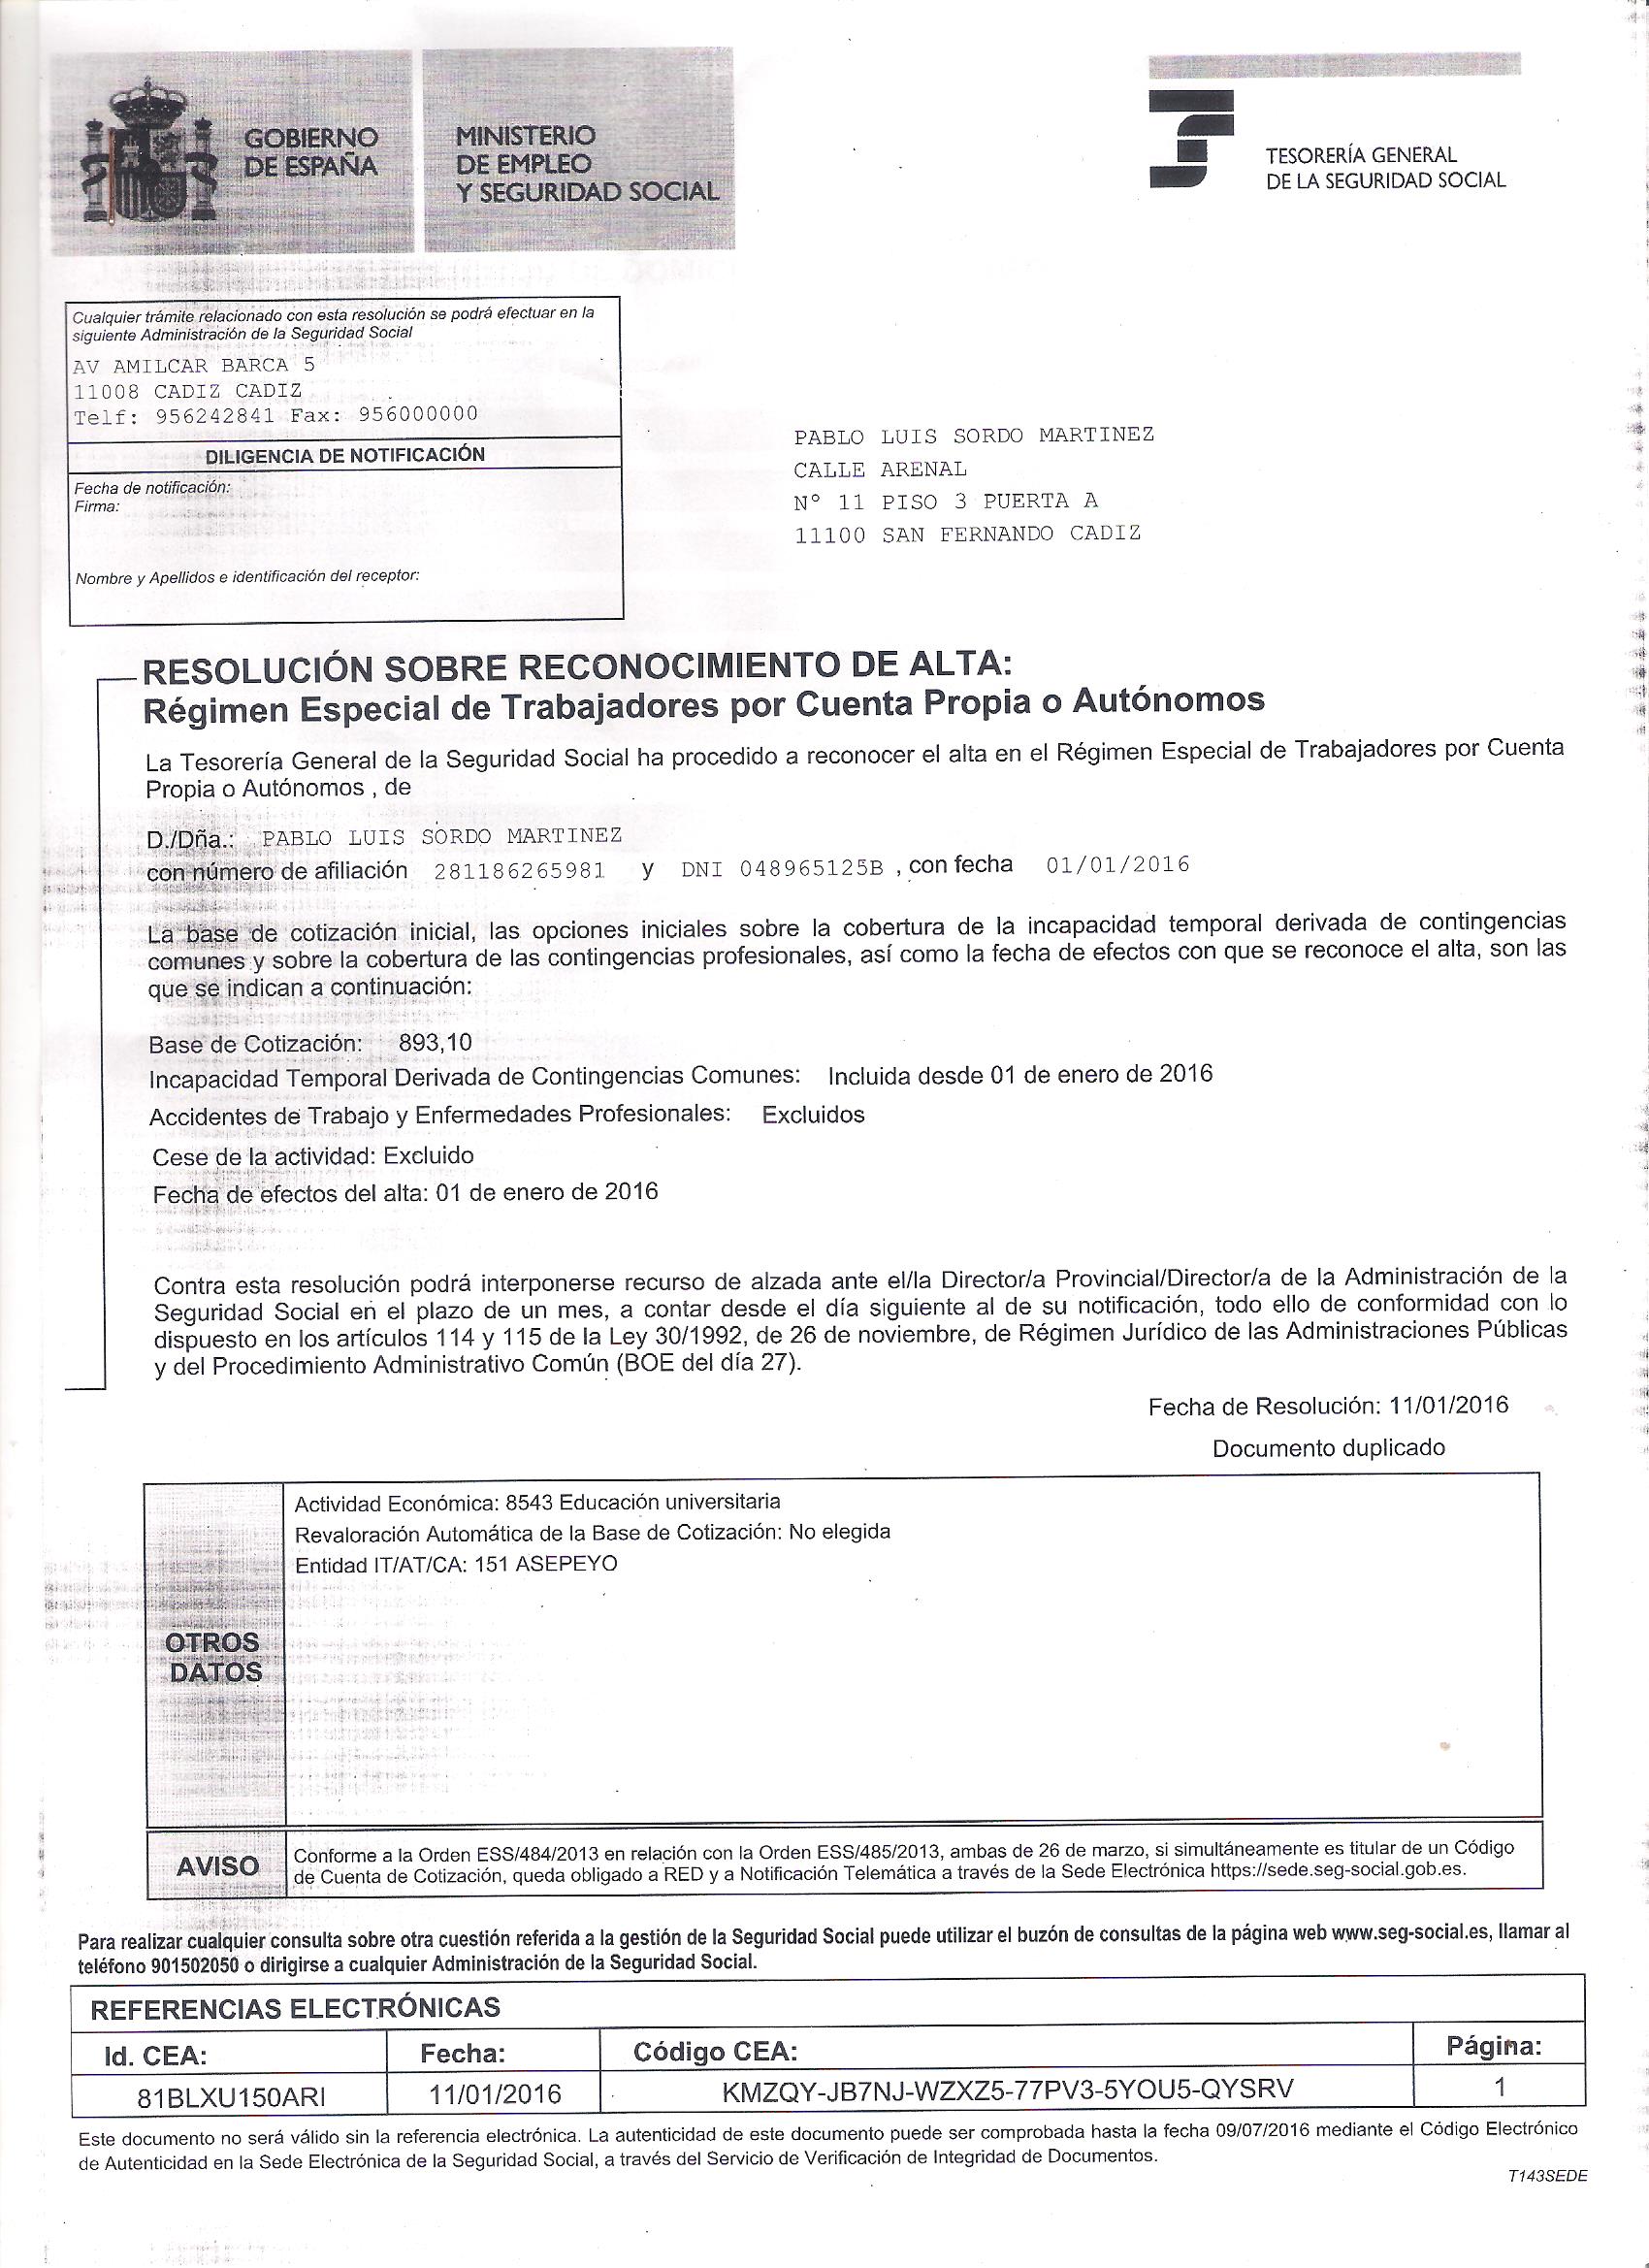 GOBIERNO
DE ESPAÑA
MINISTERIO
DE EMPLEO
Y SEGURIDAD SOCIAL
TESORERÍA GENERAL
DE LA SEGURIDAD SOCIAL
Cualquier trámite relacionado con esta resolución se podrá efectuar en la
siguiente Administración de la Seguridad Social
AV AMILCAR BARCA 5
11008 CADIZ CADIZ
Telf: 956242841 Fax: 956000000
DILIGENCIA DE NOTIFICACIÓN
Fecha de notificación:
Firma:
Nombre y Apellidos e identificación del receptor:
PABLO LUIS SORDO MARTINEZ
CALLE ARENAL
Nº 11 PISO 3 PUERTA A
11100 SAN FERNANDO CADIZ
RESOLUCIÓN SOBRE RECONOCIMIENTO DE ALTA:
Régimen Especial de Trabajadores por Cuenta Propia o Autónomos
La Tesorería General de la Seguridad Social ha procedido a reconocer el alta en el Régimen Especial de Trabajadores por Cuenta
Propia o Autónomos , de
D./Dña.: PABLO LUIS SORDO MARTINEZ
con número de afiliación 281186265981 y DNI 048965125B , con fecha 01/01/2016
La base de cotización inicial, las opciones iniciales sobre la cobertura de la incapacidad temporal derivada de contingencias
comunes y sobre la cobertura de las contingencias profesionales, así como la fecha de efectos con que se reconoce el alta, son las
que se indican a continuación:
Base de Cotización: 893,10
Incapacidad Temporal Derivada de Contingencias Comunes: Incluida desde 01 de enero de 2016
Accidentes de Trabajo y Enfermedades Profesionales: Excluidos
Cese de la actividad: Excluido
Fecha de efectos del alta: 01 de enero de 2016
Contra esta resolución podrá interponerse recurso de alzada ante el/la Director/a Provincial/Director/a de la Administración de la
Seguridad Social en el plazo de un mes, a contar desde el día siguiente al de su notificación, todo ello de conformidad con lo
dispuesto en los artículos 114 y 115 de la Ley 30/1992, de 26 de noviembre, de Régimen Jurídico de las Administraciones Públicas
y del Procedimiento Administrativo Común (BOE del día 27).
Fecha de Resolución: 11/01/2016
Documento duplicado
OTROS
DATOS
Actividad Económica: 8543 Educación universitaria
Revaloración Automática de la Base de Cotización: No elegida
Entidad IT/AT/CA: 151 ASEPEYO
AVISO
Conforme a la Orden ESS/484/2013 en relación con la Orden ESS/485/2013, ambas de 26 de marzo, si simultáneamente es titular de un Código
de Cuenta de Cotización, queda obligado a RED y a Notificación Telemática a través de la Sede Electrónica https://sede.seg-social.gob.es.
Para realizar cualquier consulta sobre otra cuestión referida a la gestión de la Seguridad Social puede utilizar el buzón de consultas de la página web www.seg-social.es, llamar al
teléfono 901502050 o dirigirse a cualquier Administración de la Seguridad Social.
REFERENCIAS ELECTRÓNICAS
Id. CEA: Fecha: Código CEA: Página:
81BLXU150ARI 11/01/2016 KMZQY-JB7NJ-WZXZ5-77PV3-5YOU5-QYSRV 1
Este documento no será válido sin la referencia electrónica. La autenticidad de este documento puede ser comprobada hasta la fecha 09/07/2016 mediante el Código Electrónico
de Autenticidad en la Sede Electrónica de la Seguridad Social, a través del Servicio de Verificación de Integridad de Documentos.
T143SEDE